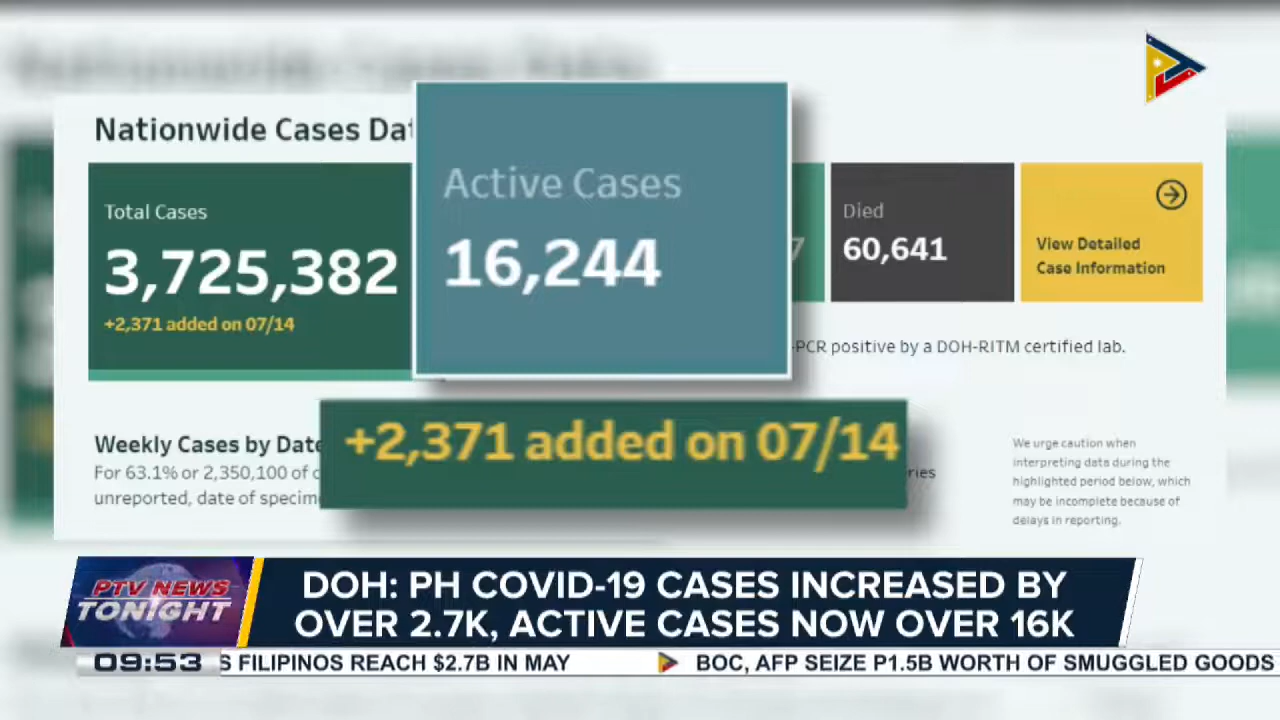 Nationwide Cases Dat
Total Cases
3,725,382
+2,371 added on 07/14
Active Cases
16,244
7
Died
60,641
View Detailed
Case Information
-PCR positive by a DOH-RITM certified lab.
+2,371 added on 07/14
Weekly Cases by Date
For 63.1% or 2,350,100 of c
unreported, date of specim
ries
We urge caution when
interpreting data during the
highlighted period below, which
may be incomplete because of
delays in reporting.
PTV NEWS
TONIGHT
DOH: PH COVID-19 CASES INCREASED BY
OVER 2.7K, ACTIVE CASES NOW OVER 16K
09:53 S FILIPINOS REACH $2.7B IN MAY BOC, AFP SEIZE P1.5B WORTH OF SMUGGLED GOODS